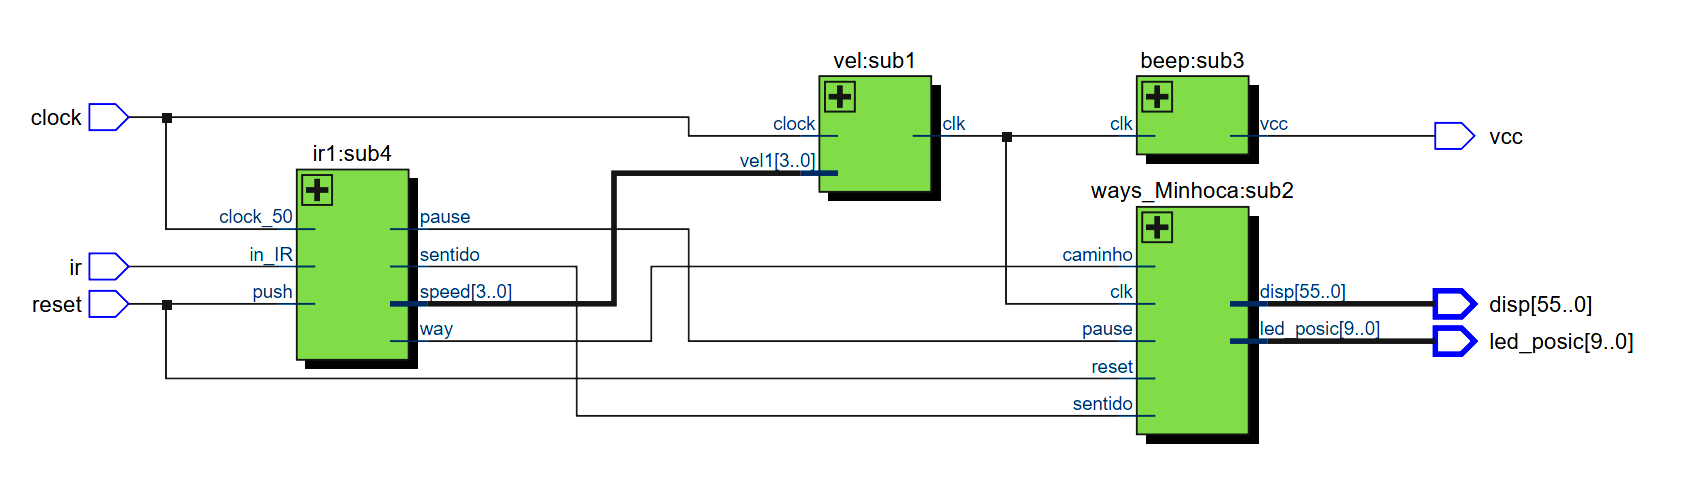 vel:sub1
beep:sub3
clock
clock
clk
clk
vcc
vcc
ir1:sub4
vel1[3..0]
ways_Minhoca:sub2
clock_50
pause
ir
in_IR
sentido
caminho
reset
push
speed[3..0]
clk
disp[55..0]
disp[55..0]
way
pause
led_posic[9..0]
led_posic[9..0]
reset
sentido